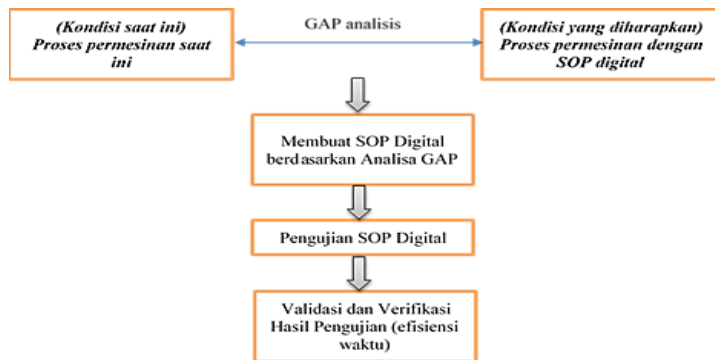 (Kondisi saat ini)
Proses permesinan saat
ini
GAP analisis
(Kondisi yang diharapkan)
Proses permesinan dengan
SOP digital
Membuat SOP Digital
berdasarkan Analisa GAP
Pengujian SOP Digital
Validasi dan Verifikasi
Hasil Pengujian (efisiensi
waktu)